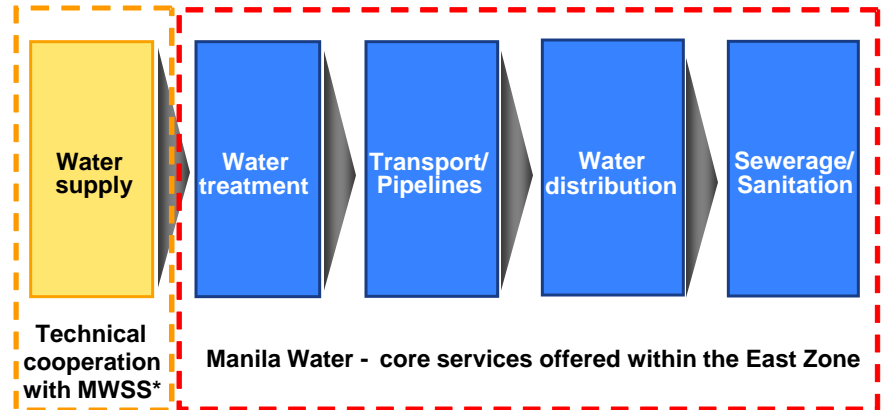 Water
supply
Water
treatment
Transport/
Pipelines
Water
distribution
Sewerage/
Sanitation
Technical
cooperation
with MWSS*
Manila Water - core services offered within the East Zone